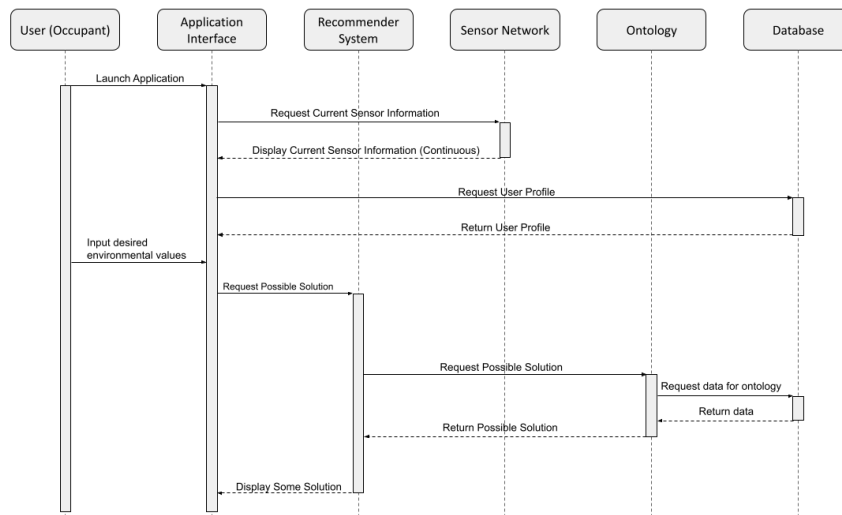 User (Occupant)
Application
Interface
Recommender
System
Sensor Network
Ontology
Database
Launch Application
Request Current Sensor Information
Display Current Sensor Information (Continuous)
Request User Profile
Return User Profile
Input desired
environmental values
Request Possible Solution
Request Possible Solution
Request data for ontology
Return data
Return Possible Solution
Display Some Solution